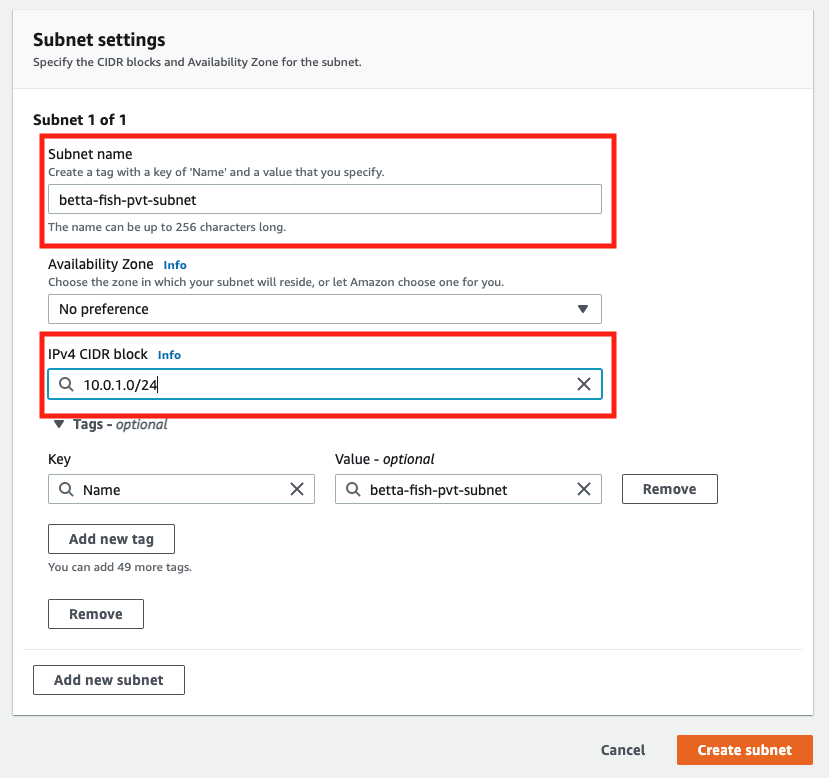 Subnet settings
Specify the CIDR blocks and Availability Zone for the subnet.
Subnet 1 of 1
Subnet name
Create a tag with a key of 'Name' and a value that you specify.
betta-fish-pvt-subnet
The name can be up to 256 characters long.
Availability Zone Info
Choose the zone in which your subnet will reside, or let Amazon choose one for you.
No preference
IPv4 CIDR block Info
10.0.1.0/24
Tags - optional
Key Value - optional
Name betta-fish-pvt-subnet Remove
Add new tag
You can add 49 more tags.
Remove
Add new subnet
Cancel Create subnet